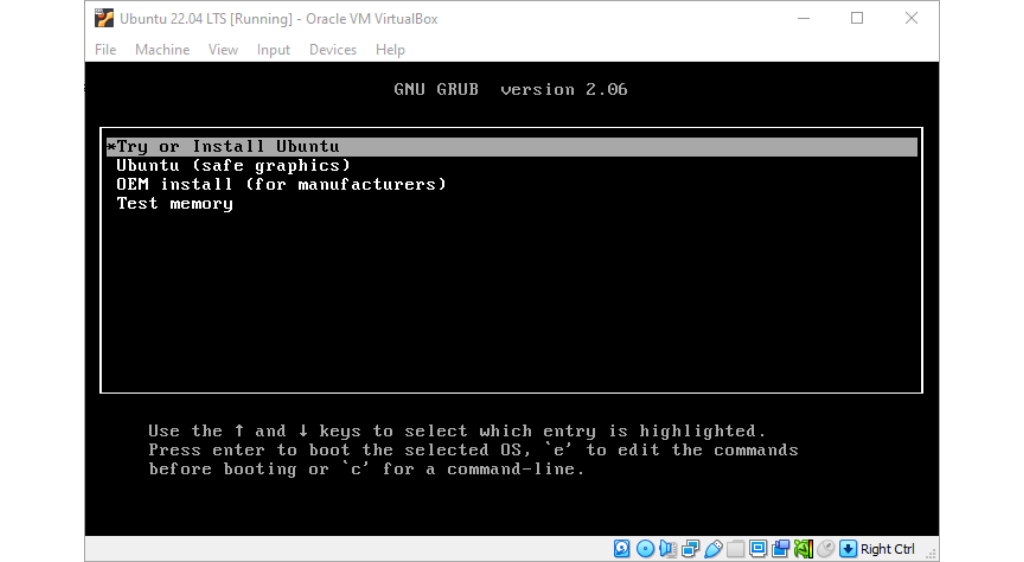 Ubuntu 22.04 LTS [Running] - Oracle VM VirtualBox
File Machine View Input Devices Help
GNU GRUB version 2.06
*Try or Install Ubuntu
Ubuntu (safe graphics)
OEM install (for manufacturers)
Test memory
Use the ↑ and ↓ keys to select which entry is highlighted.
Press enter to boot the selected OS, `e' to edit the commands
before booting or `c' for a command-line.
Right Ctrl